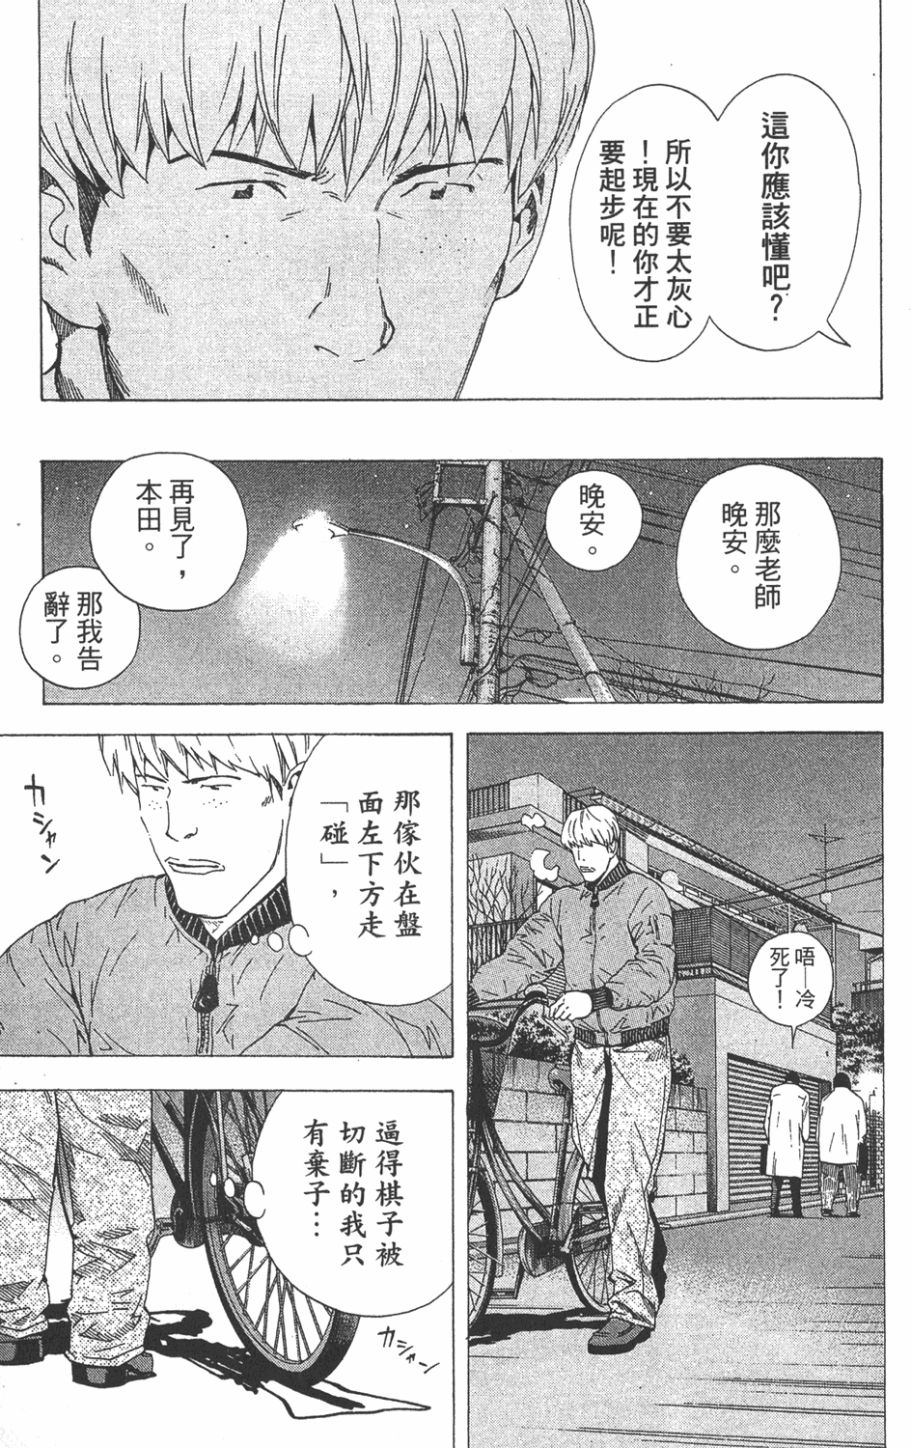 這你應該懂吧？
所以不要太灰心
！現在的你才正
要起步呢！
那麼老師
晚安。
晚安。
再見了，
本田。
那我告
辭了。
唔—冷
死了！
那傢伙在盤
面左下方走
「碰」，
カシャン
逼得棋子被
切斷的我只
有棄子…
カシャーン